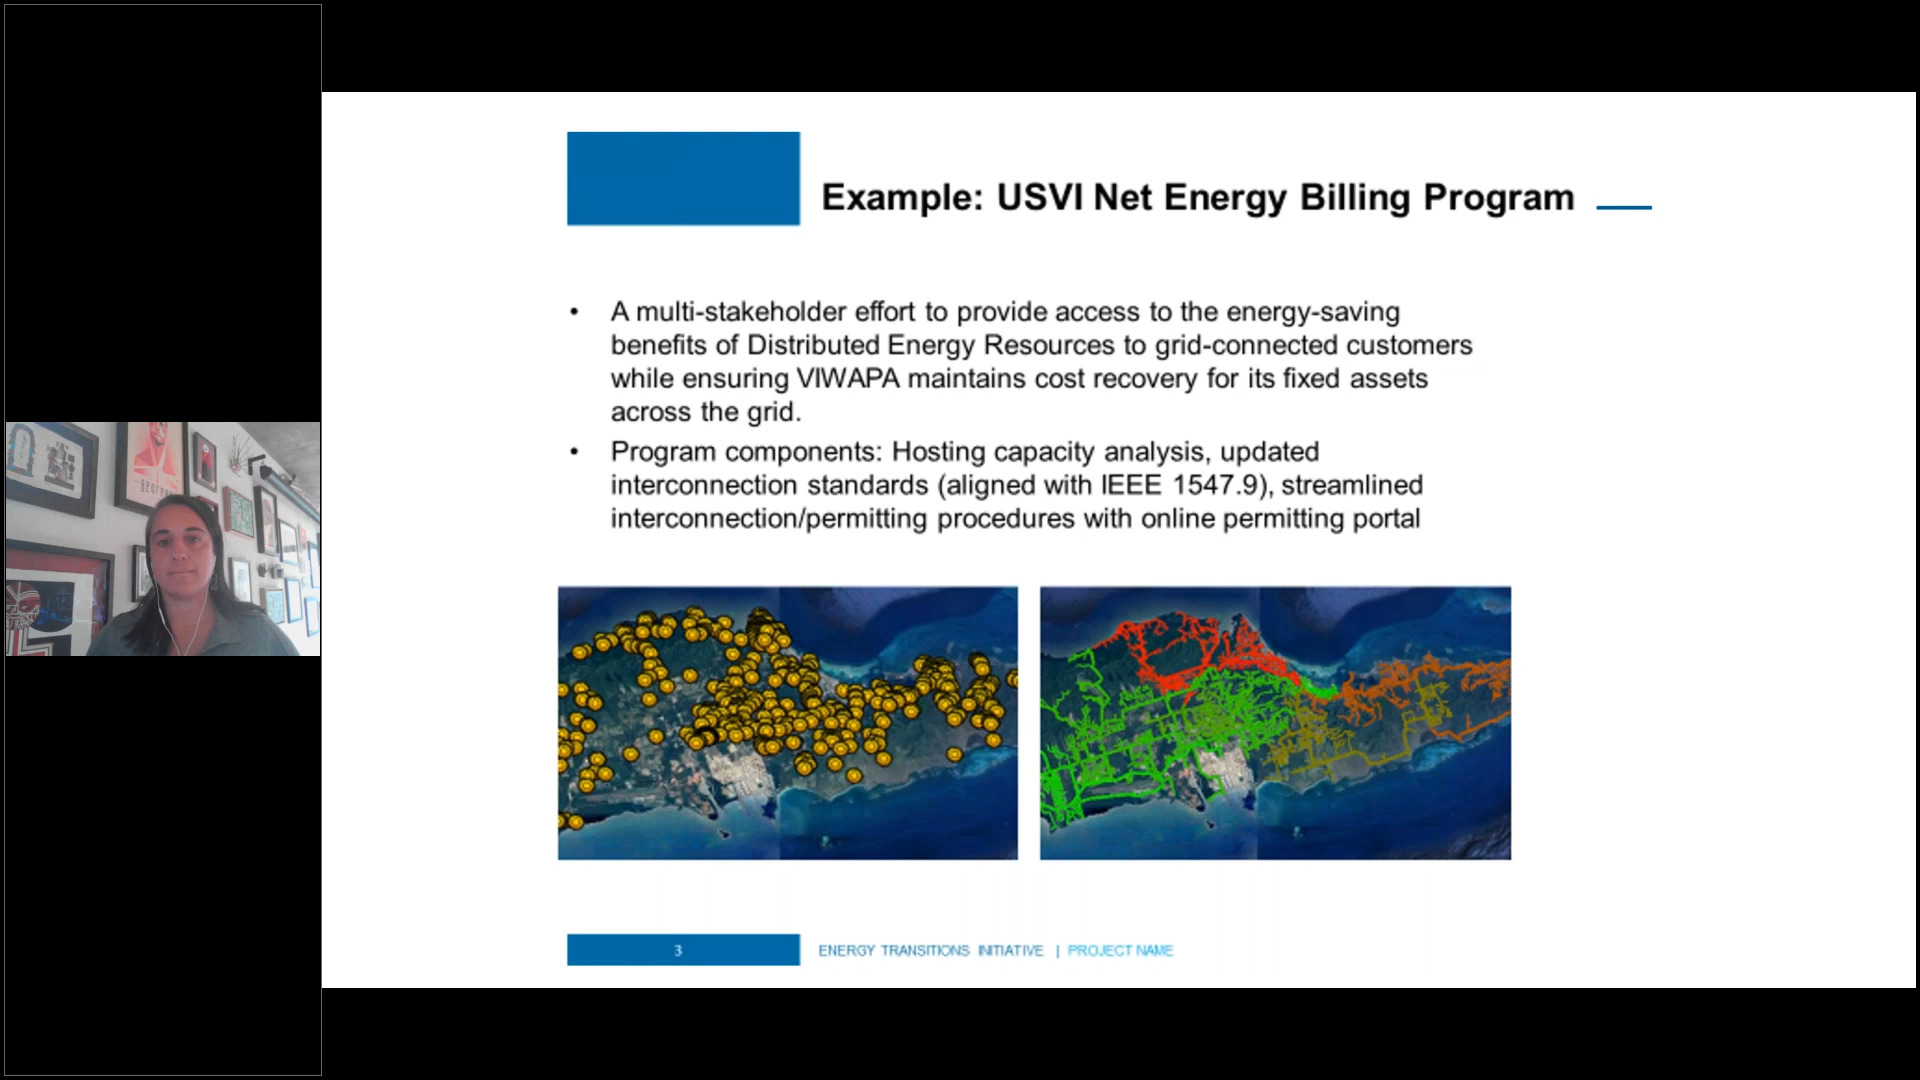 Example: USVI Net Energy Billing Program
• A multi-stakeholder effort to provide access to the energy-saving
benefits of Distributed Energy Resources to grid-connected customers
while ensuring VIWAPA maintains cost recovery for its fixed assets
across the grid.
• Program components: Hosting capacity analysis, updated
interconnection standards (aligned with IEEE 1547.9), streamlined
interconnection/permitting procedures with online permitting portal
3
ENERGY TRANSITIONS INITIATIVE | PROJECT NAME